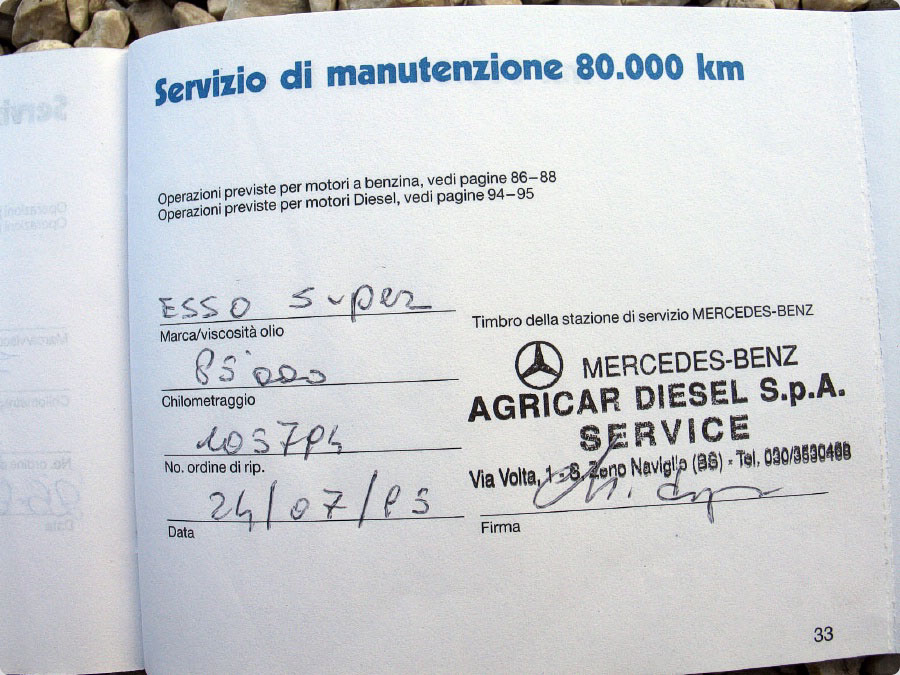 Servizio di manutenzione 80.000 km
Operazioni previste per motori a benzina, vedi pagine 86–88
Operazioni previste per motori Diesel, vedi pagine 94–95
ESSO Super
Marca/viscosità olio
85'000
Chilometraggio
No. ordine di rip.
24/07/85
Data
Timbro della stazione di servizio MERCEDES-BENZ
MERCEDES-BENZ
AGRICAR DIESEL S.p.A.
SERVICE
Via Volta, 1 - S. Zeno Naviglio (BS) - Tel. 030/
Firma
33